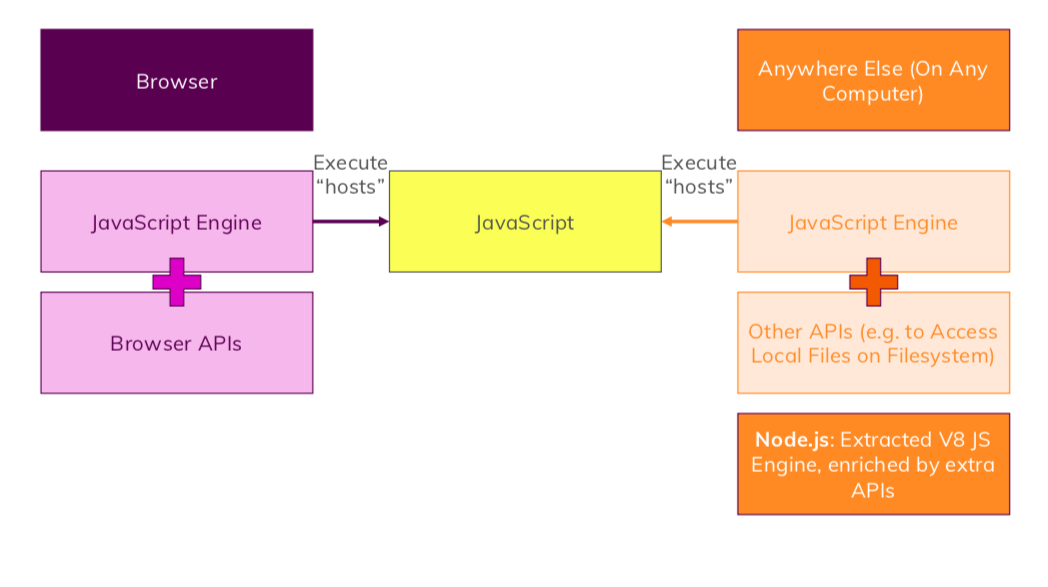 Browser
Anywhere Else (On Any
Computer)
Execute
“hosts”
Execute
“hosts”
JavaScript Engine
JavaScript
JavaScript Engine
Browser APIs
Other APIs (e.g. to Access
Local Files on Filesystem)
Node.js: Extracted V8 JS
Engine, enriched by extra
APIs